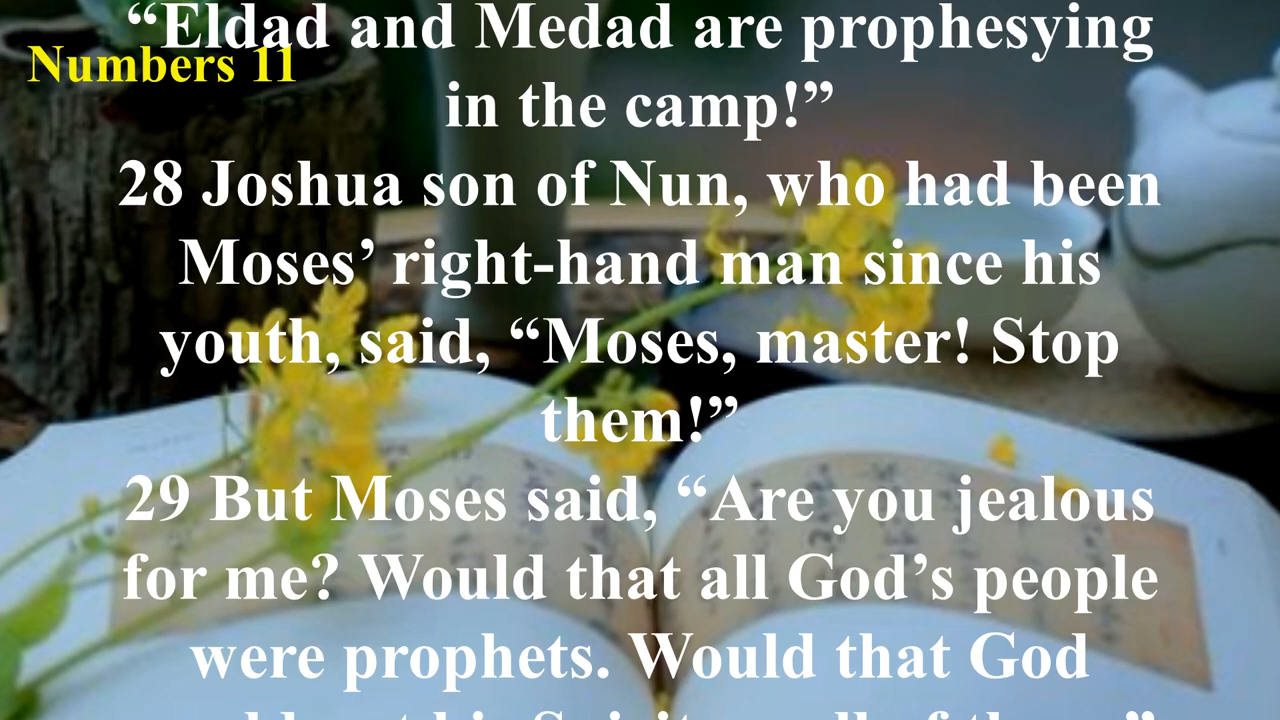 “Eldad and Medad are prophesying
Numbers 11
in the camp!”
28 Joshua son of Nun, who had been
Moses’ right-hand man since his
youth, said, “Moses, master! Stop
them!”
29 But Moses said, “Are you jealous
for me? Would that all God’s people
were prophets. Would that God